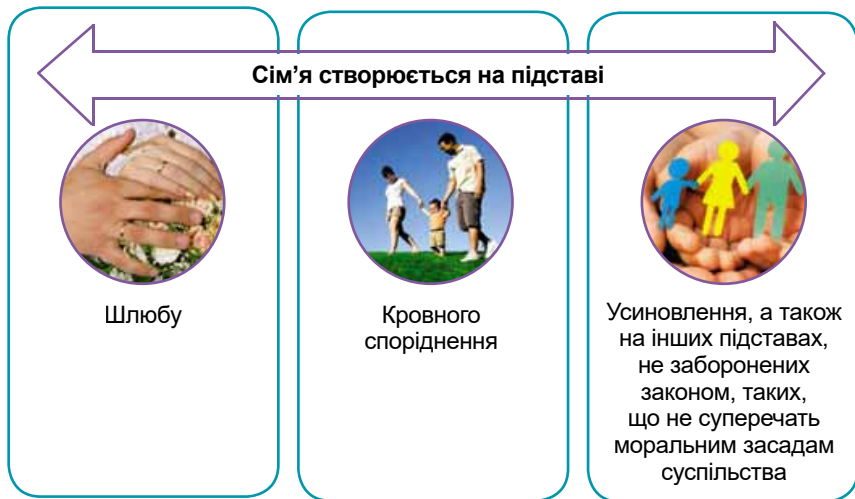 Сім’я створюється на підставі
Шлюбу
Кровного
споріднення
Усиновлення, а також
на інших підставах,
не заборонених
законом, таких,
що не суперечать
моральним засадам
суспільства